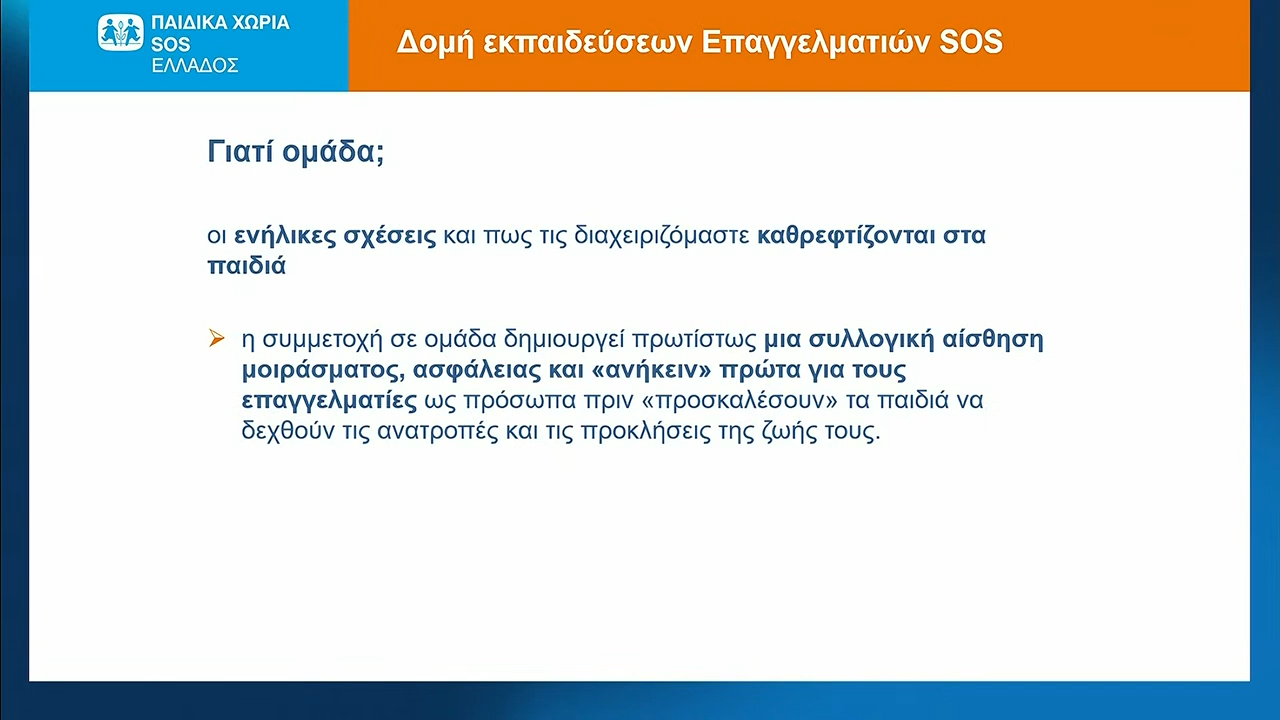 ΠΑΙΔΙΚΑ ΧΩΡΙΑ
SOS
ΕΛΛΑΔΟΣ
Δομή εκπαιδεύσεων Επαγγελματιών SOS
Γιατί ομάδα;
οι ενήλικες σχέσεις και πως τις διαχειριζόμαστε καθρεφτίζονται στα
παιδιά
η συμμετοχή σε ομάδα δημιουργεί πρωτίστως μια συλλογική αίσθηση
μοιράσματος, ασφάλειας και «ανήκειν» πρώτα για τους
επαγγελματίες ως πρόσωπα πριν «προσκαλέσουν» τα παιδιά να
δεχθούν τις ανατροπές και τις προκλήσεις της ζωής τους.